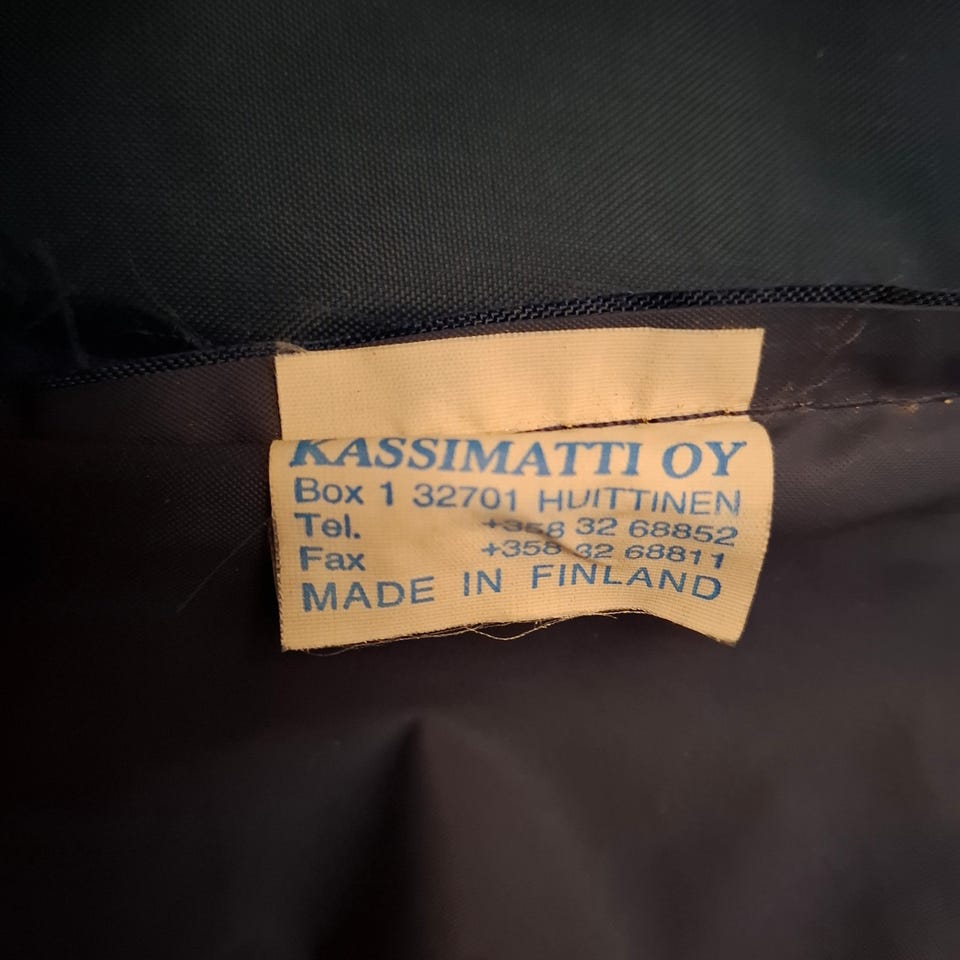 KASSIMATTI OY
Box 1 32701 HUITTINEN
Tel. +358 32 68852
Fax +358 32 68811
MADE IN FINLAND